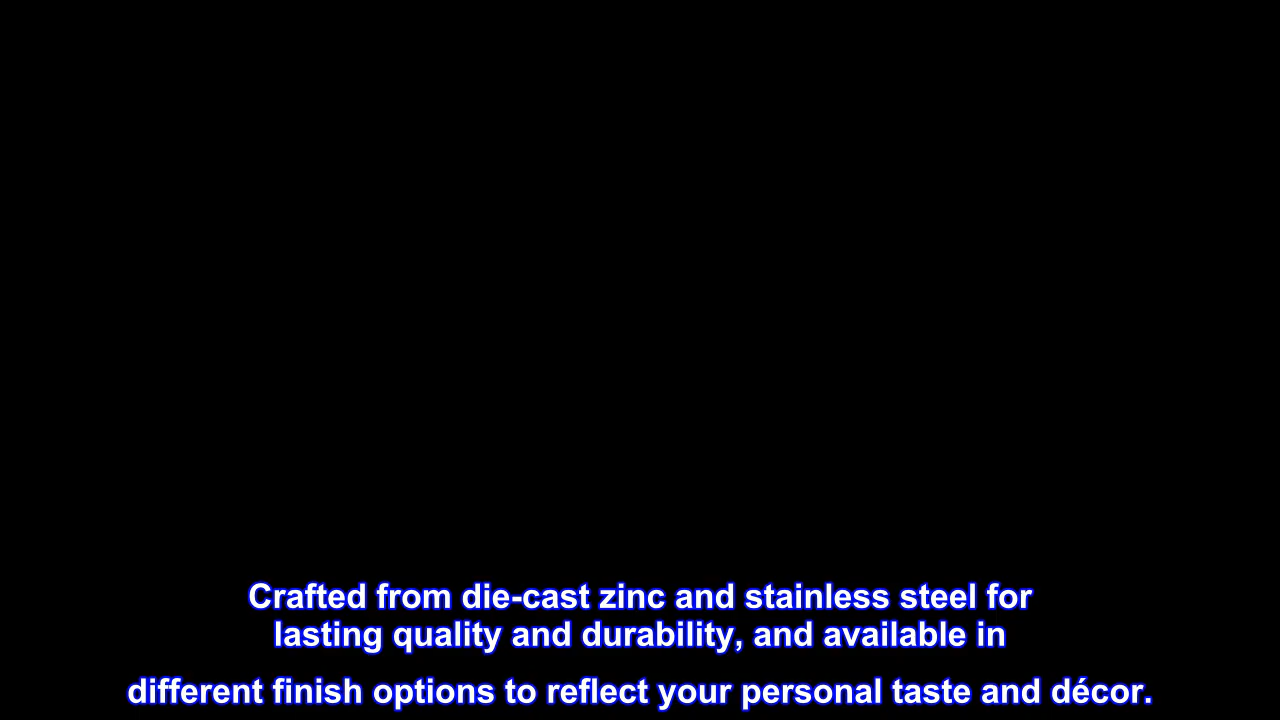 Crafted from die-cast zinc and stainless steel for
lasting quality and durability, and available in
different finish options to reflect your personal taste and décor.